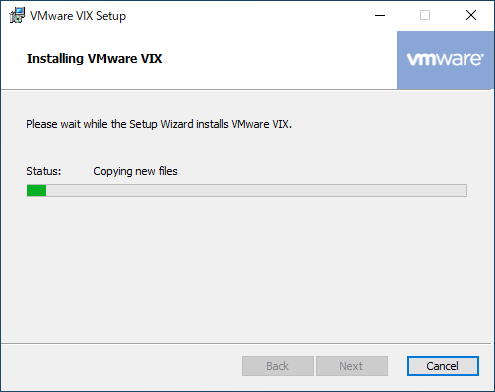 VMware VIX Setup
Installing VMware VIX
vmware
Please wait while the Setup Wizard installs VMware VIX.
Status: Copying new files
Back Next Cancel